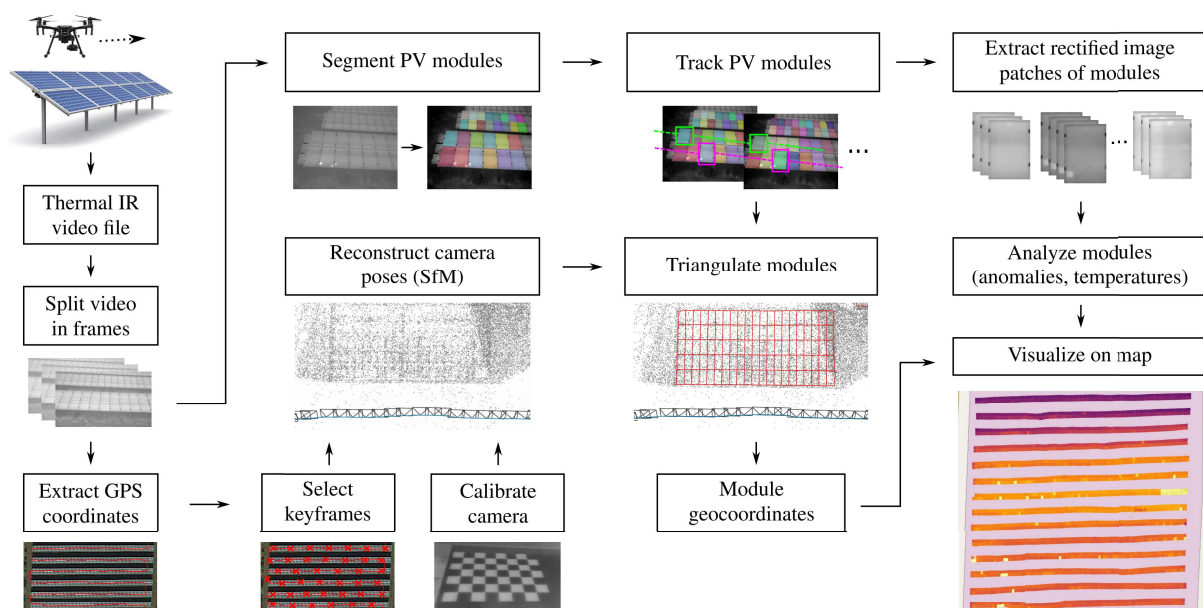 Thermal IR
video file
Split video
in frames
Extract GPS
coordinates
Segment PV modules
Reconstruct camera
poses (SfM)
Select
keyframes
Calibrate
camera
Track PV modules
...
Triangulate modules
Module
geocoordinates
Extract rectified image
patches of modules
...
Analyze modules
(anomalies, temperatures)
Visualize on map